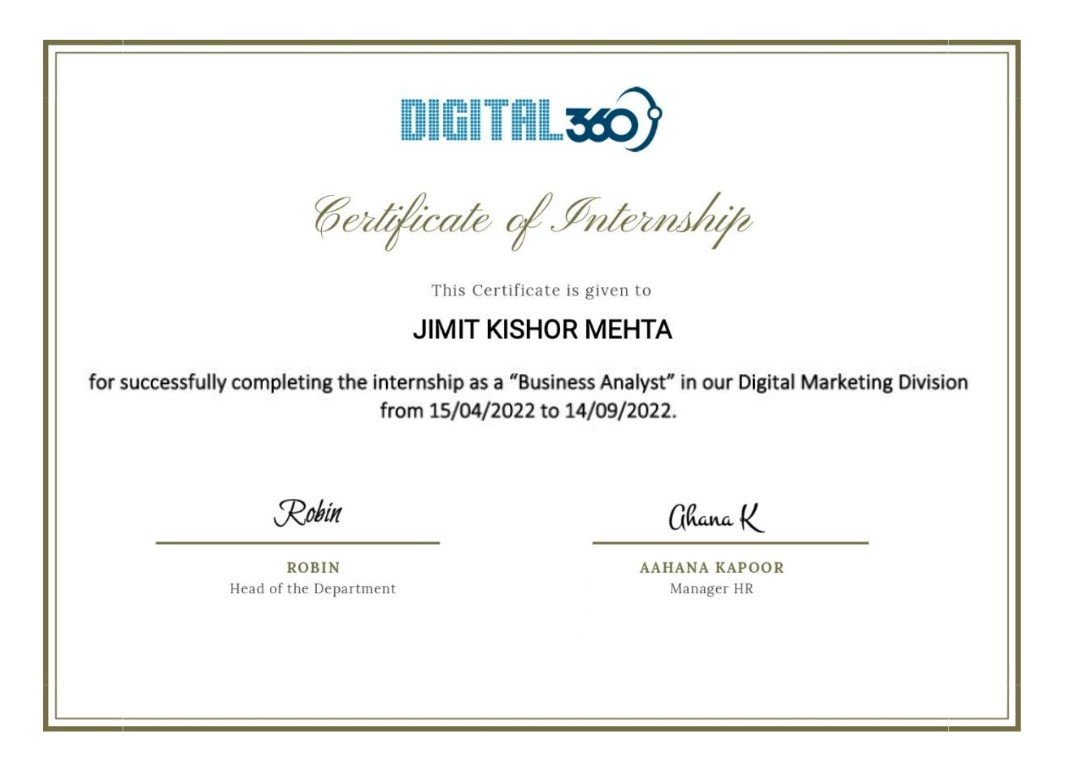 DIGITAL360
Certificate of Internship
This Certificate is given to
JIMIT KISHOR MEHTA
for successfully completing the internship as a “Business Analyst” in our Digital Marketing Division
from 15/04/2022 to 14/09/2022.
Robin
Ahana K
ROBIN
AAHANA KAPOOR
Head of the Department
Manager HR